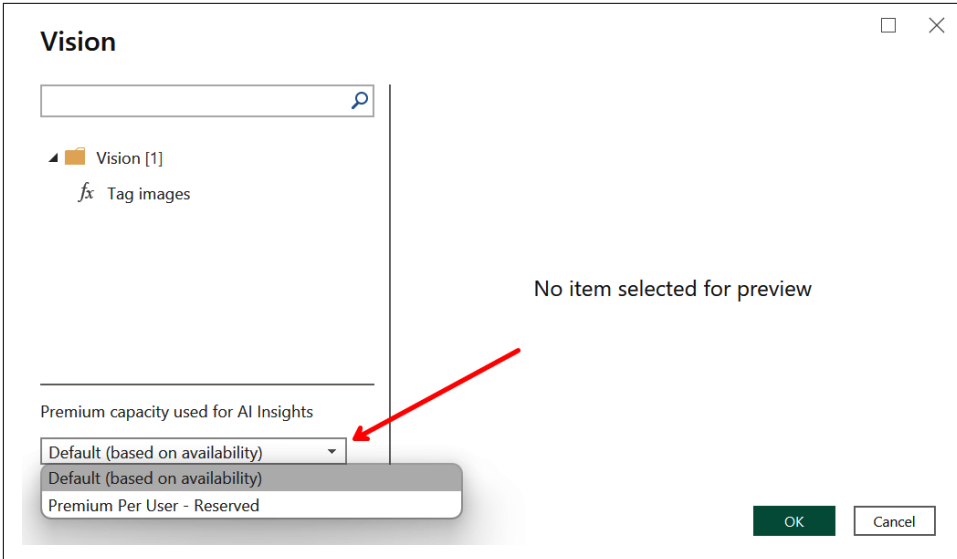 Vision
Vision [1]
fx Tag images
No item selected for preview
Premium capacity used for AI Insights
Default (based on availability)
Default (based on availability)
Premium Per User - Reserved
OK
Cancel